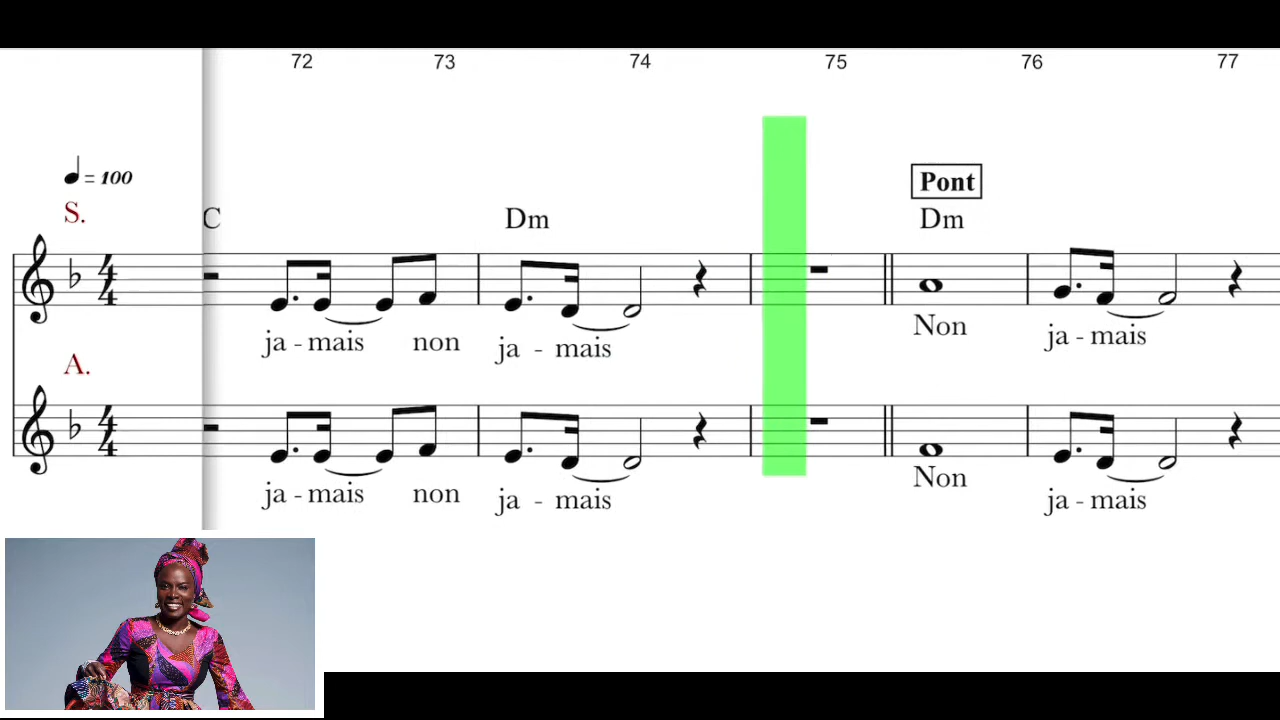 72 73 74 75 76 77
= 100
Pont
S.
C Dm Dm
ja - mais non ja - mais Non ja - mais
A.
ja - mais non ja - mais Non ja - mais